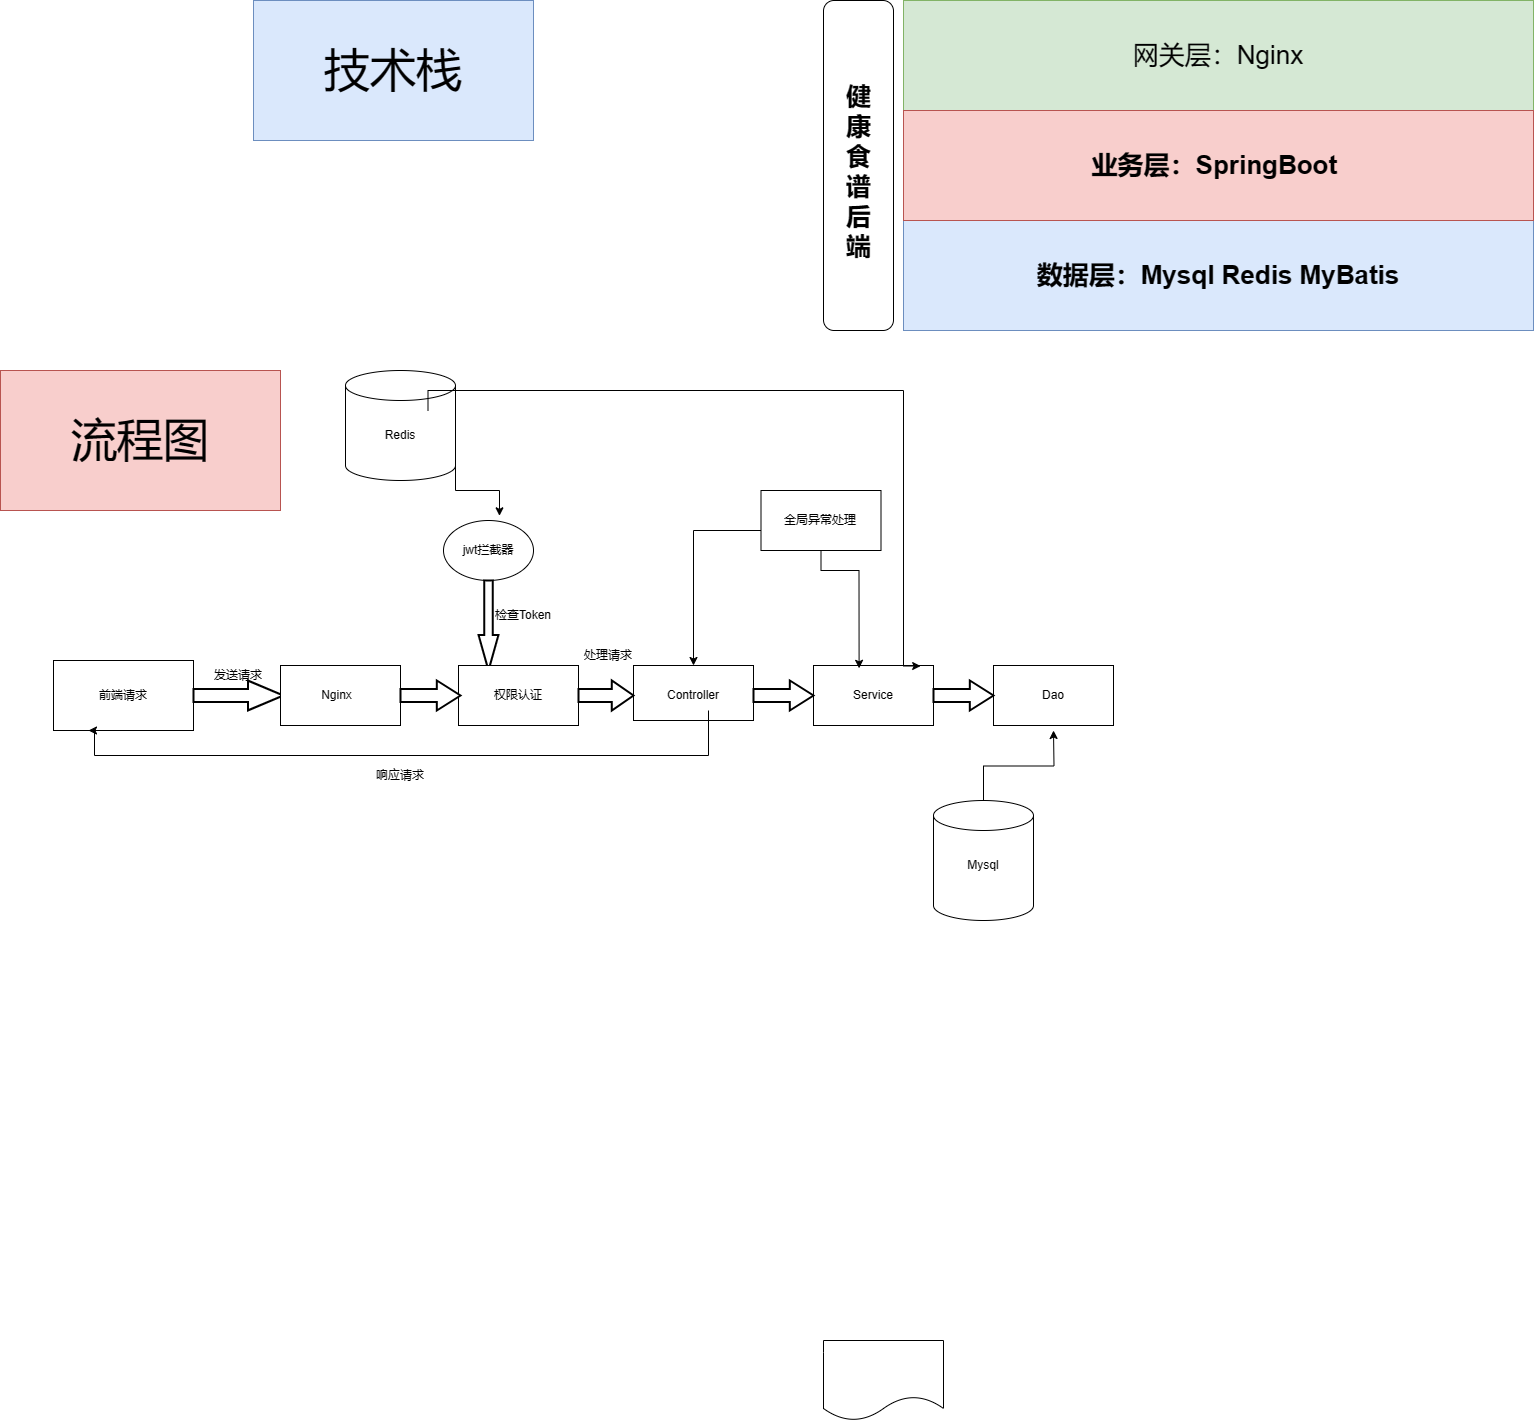 技术栈
健
康
食
谱
后
端
网关层：Nginx
业务层：SpringBoot
数据层：Mysql Redis MyBatis
流程图
Redis
全局异常处理
jwt拦截器
检查Token
处理请求
发送请求
前端请求
Nginx
权限认证
Controller
Service
Dao
响应请求
Mysql